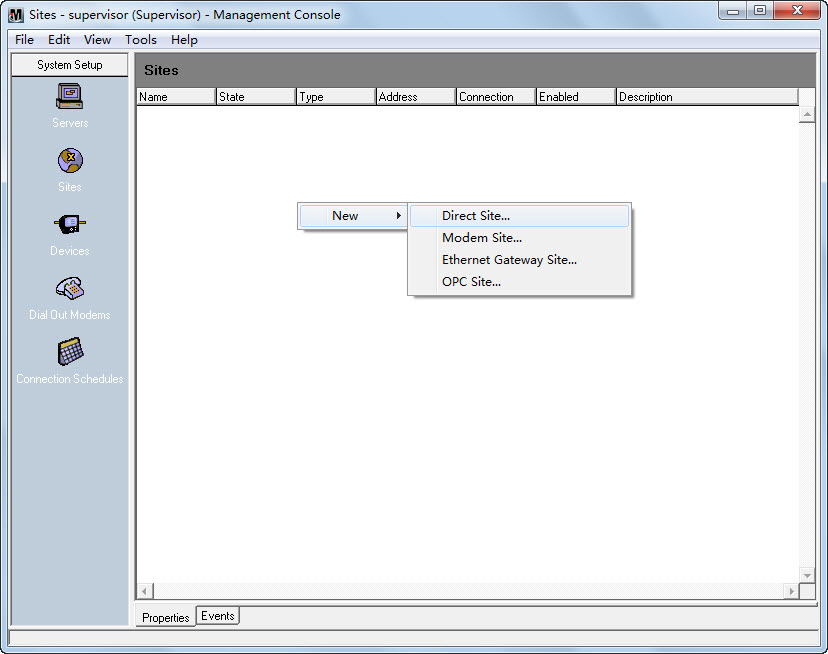 Sites - supervisor (Supervisor) - Management Console
File Edit View Tools Help
System Setup
Servers
Sites
Devices
Dial Out Modems
Connection Schedules
Sites
Name State Type Address Connection Enabled Description
New
Direct Site...
Modem Site...
Ethernet Gateway Site...
OPC Site...
Properties Events